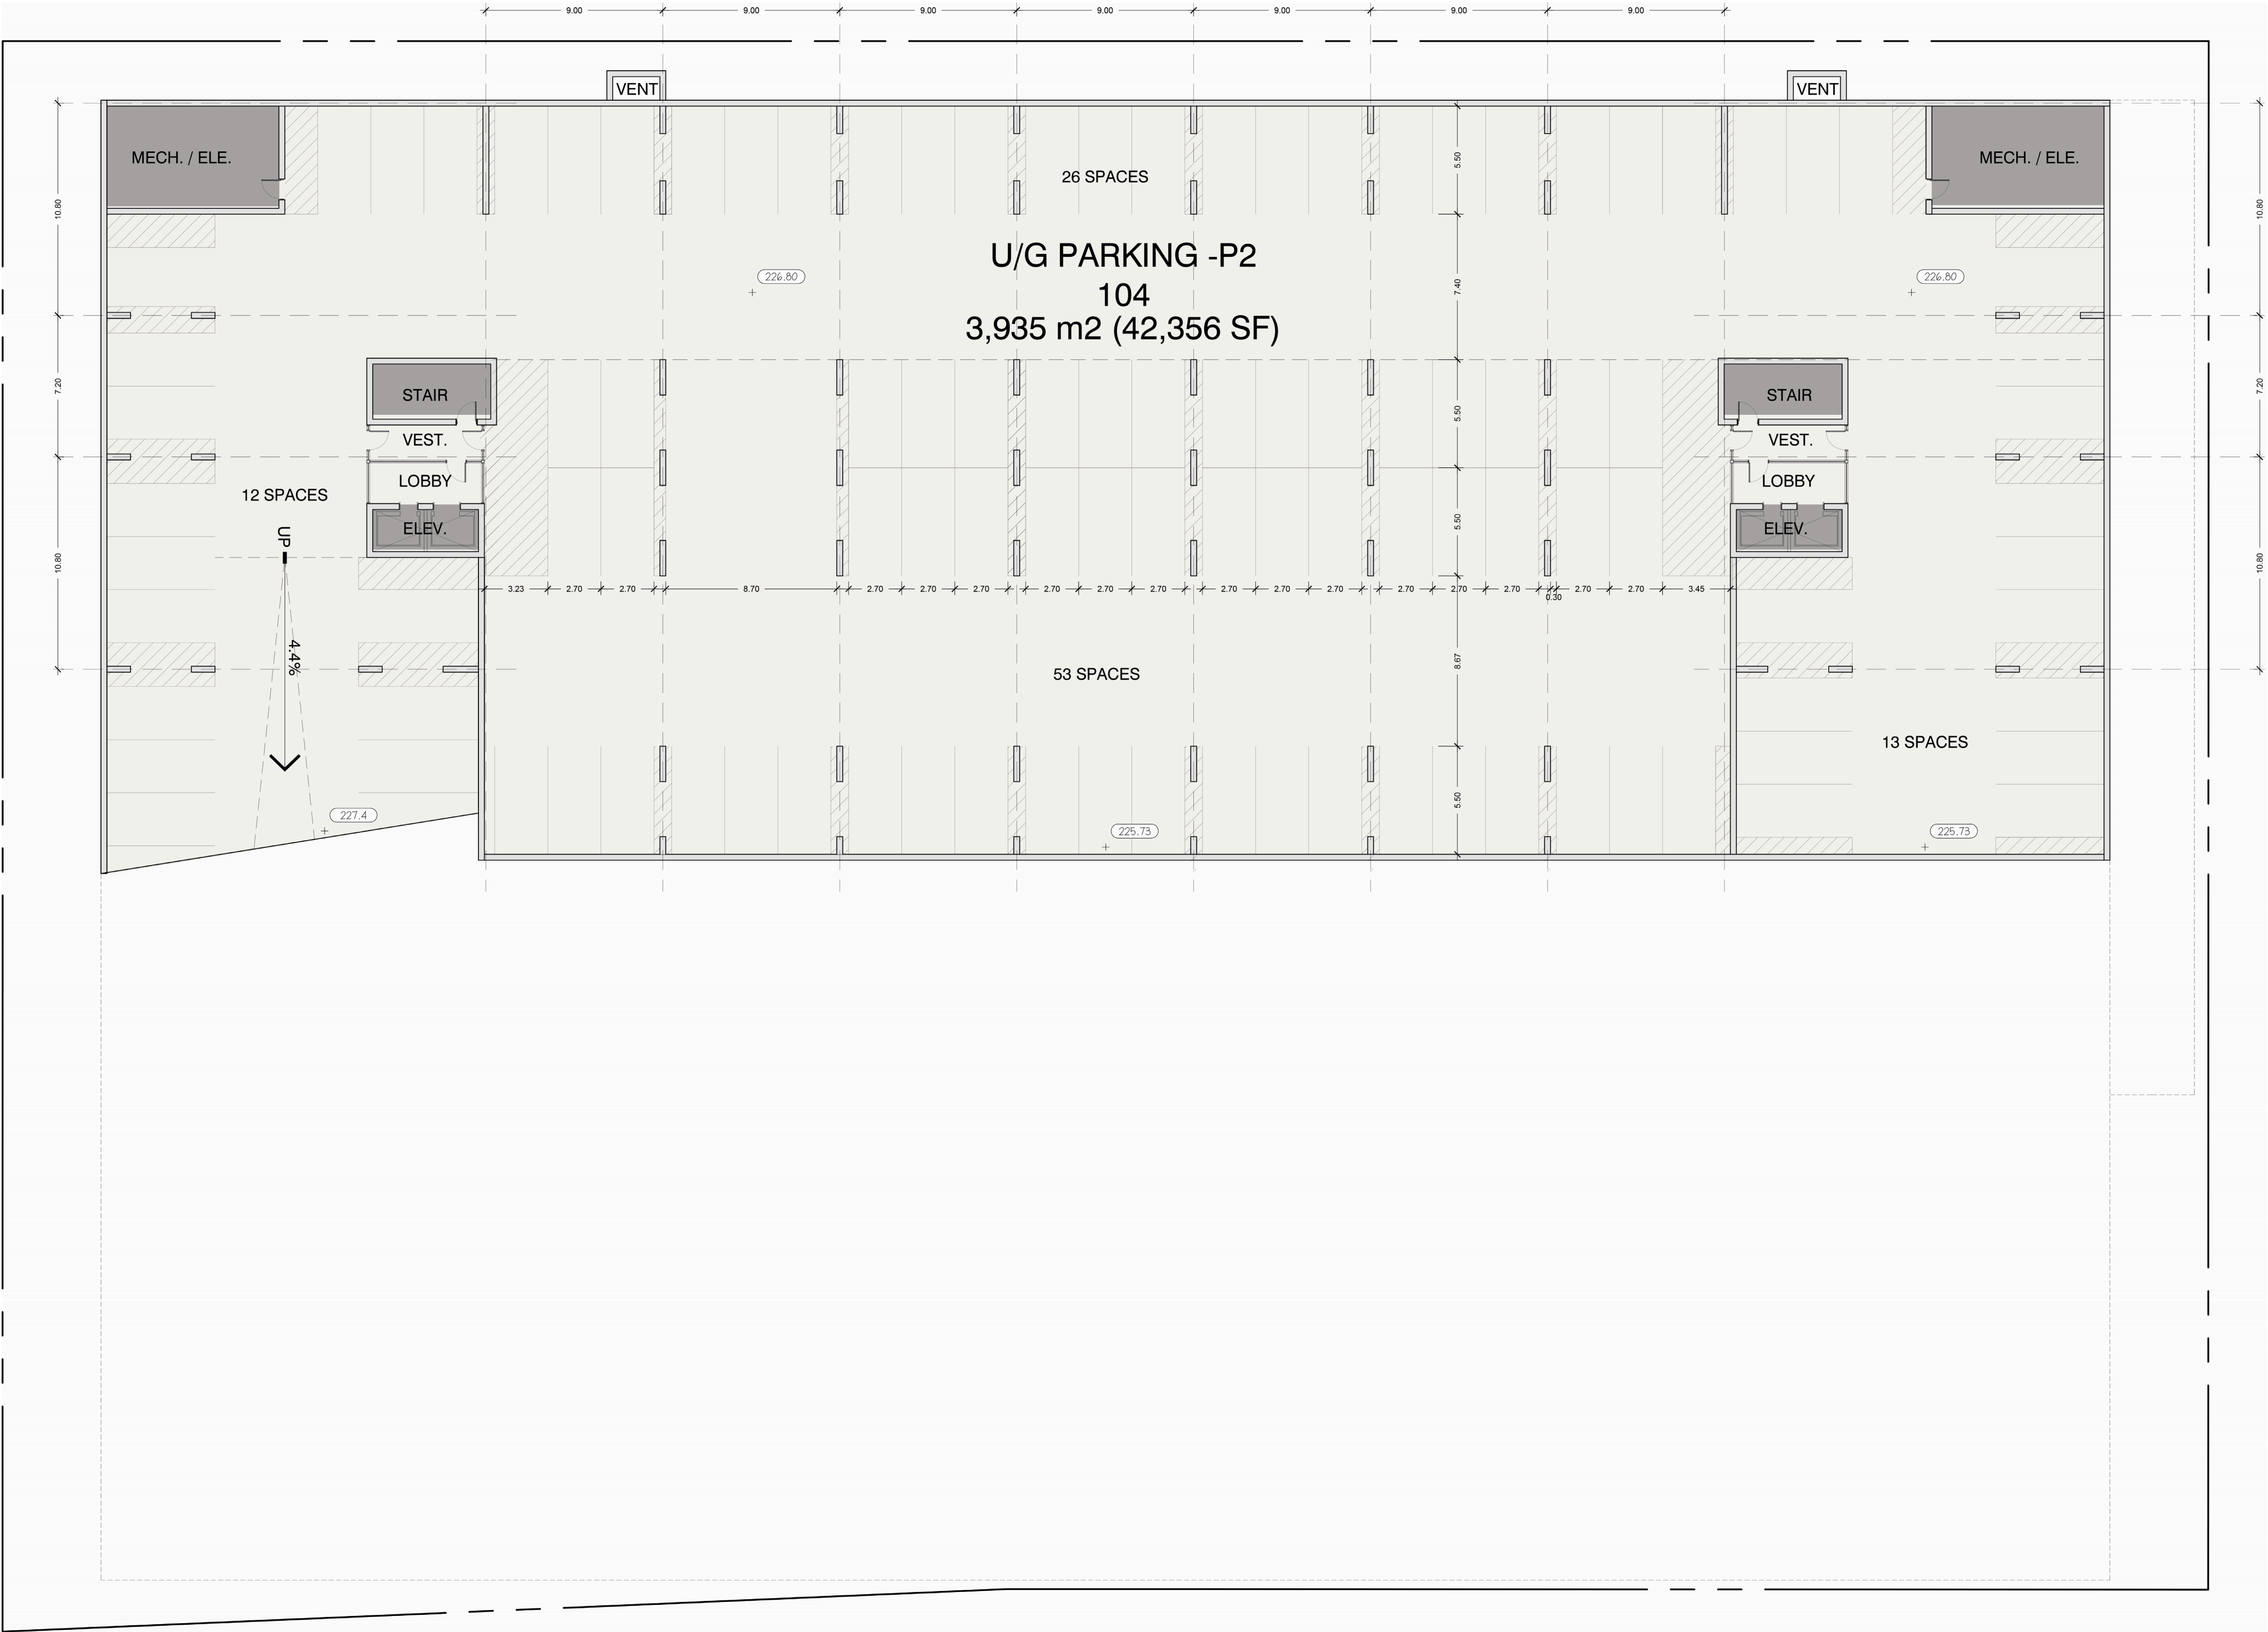 9.00 9.00 9.00 9.00 9.00 9.00 9.00
VENT
VENT
MECH. / ELE.
MECH. / ELE.
26 SPACES
5.50
10.80
10.80
U/G PARKING -P2
104
3,935 m2 (42,356 SF)
226.80
226.80
7.40
7.20
7.20
STAIR
VEST.
LOBBY
ELEV.
STAIR
VEST.
LOBBY
ELEV.
5.50
5.50
12 SPACES
UP
4.4%
10.80
10.80
3.23 2.70 2.70 8.70 2.70 2.70 2.70 2.70 2.70 2.70 2.70 2.70 2.70 2.70 2.70 2.70 0.30 2.70 2.70 3.45
53 SPACES
8.67
13 SPACES
5.50
227.4
225.73
225.73